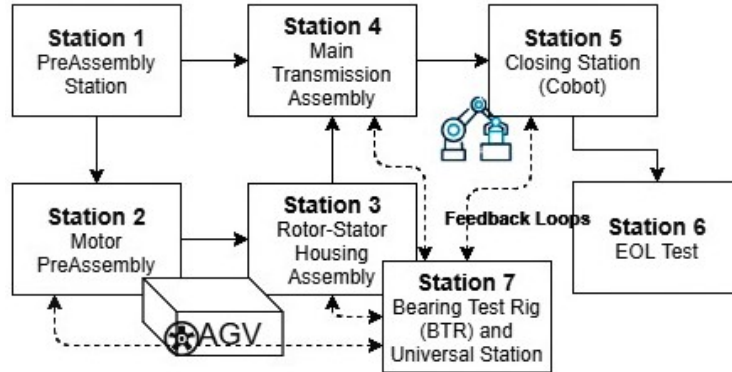 Station 1
PreAssembly
Station
Station 4
Main
Transmission
Assembly
Station 5
Closing Station
(Cobot)
Station 2
Motor
PreAssembly
Station 3
Rotor-Stator
Housing
Assembly
Feedback Loops
Station 6
EOL Test
Station 7
Bearing Test Rig
(BTR) and
Universal Station
AGV